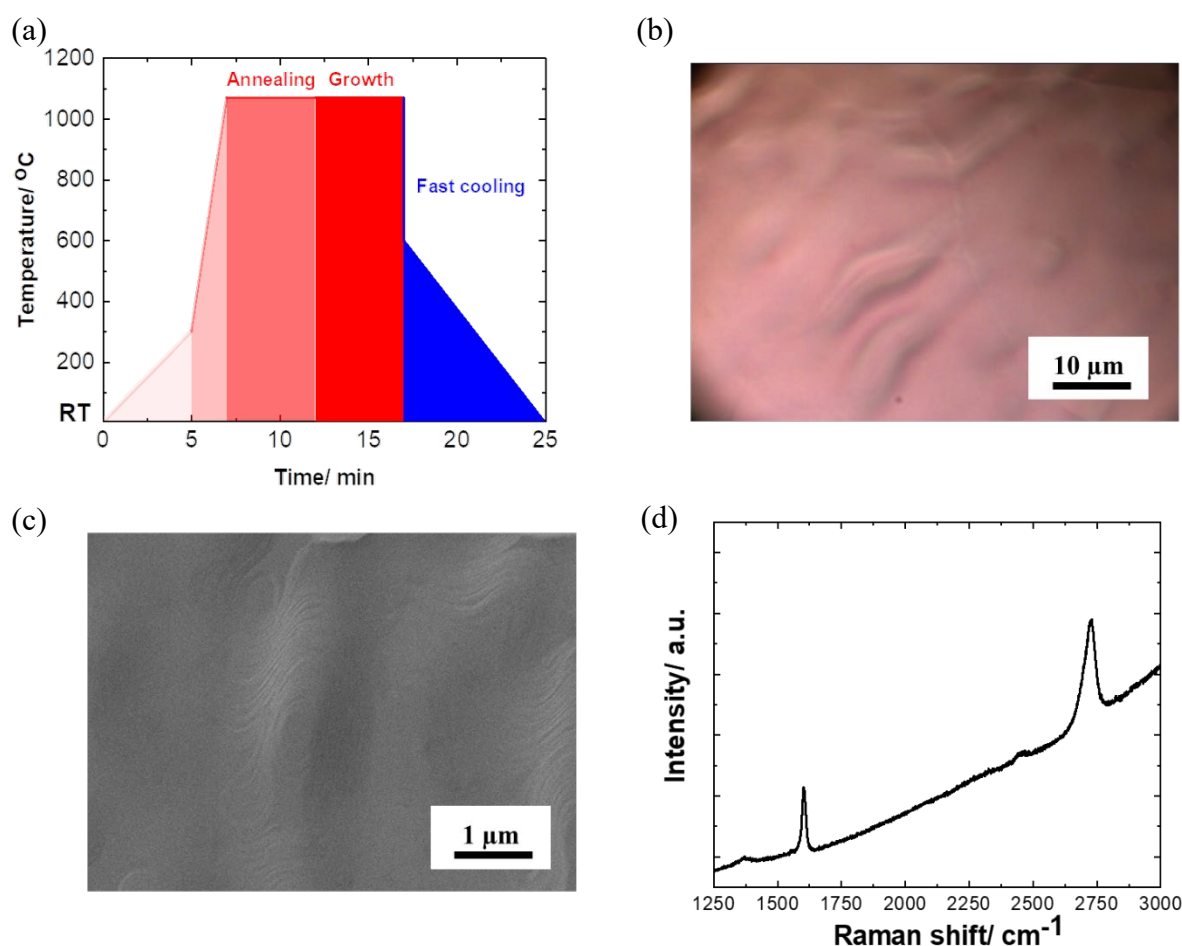 (a)
1200
1000
800
600
400
200
RT
Temperature/ °C
Annealing Growth
Fast cooling
0 5 10 15 20 25
Time/ min
(b)
10 µm
(c)
1 µm
(d)
Intensity/ a.u.
1250 1500 1750 2000 2250 2500 2750 3000
Raman shift/ cm⁻¹